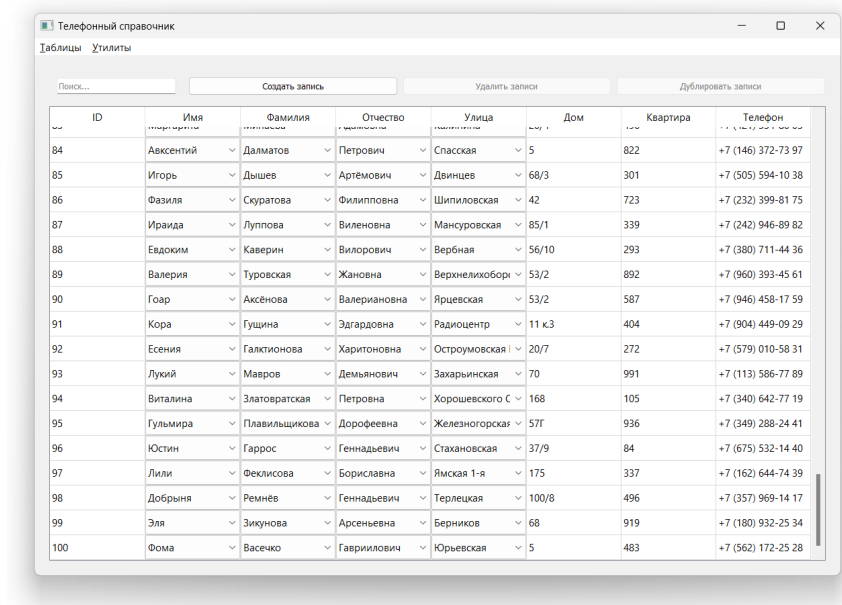 Телефонный справочник
Таблицы Утилиты
Поиск... Создать запись Удалить записи Дублировать записи
ID Имя Фамилия Отчество Улица Дом Квартира Телефон
84 Авксентий Далматов Петрович Спасская 5 822 +7 (146) 372-73 97
85 Игорь Дышев Артёмович Двинцев 68/3 301 +7 (505) 594-10 38
86 Фазиля Скуратова Филипповна Шипиловская 42 723 +7 (232) 399-81 75
87 Ираида Луппова Виленовна Мансуровская 85/1 339 +7 (242) 946-89 82
88 Евдоким Каверин Вилорович Вербная 56/10 293 +7 (380) 711-44 36
89 Валерия Туровская Жановна Верхнелихоборс 53/2 892 +7 (960) 393-45 61
90 Гоар Аксёнова Валериановна Ярцевская 53/2 587 +7 (946) 458-17 59
91 Кора Гущина Эдгардовна Радиоцентр 11 к.3 404 +7 (904) 449-09 29
92 Есения Галктионова Харитоновна Остроумовская 20/7 272 +7 (579) 010-58 31
93 Лукий Мавров Демьянович Захарьинская 70 991 +7 (113) 586-77 89
94 Виталина Златовратская Петровна Хорошевского С 168 105 +7 (340) 642-77 19
95 Гульмира Плавильщикова Дорофеевна Железногорская 57Г 936 +7 (349) 288-24 41
96 Юстин Гаррос Геннадьевич Стахановская 37/9 84 +7 (675) 532-14 40
97 Лили Феклисова Бориславна Ямская 1-я 175 337 +7 (162) 644-74 39
98 Добрыня Ремнёв Геннадьевич Терлецкая 100/8 496 +7 (357) 969-14 17
99 Эля Зикунова Арсеньевна Берников 68 919 +7 (180) 932-25 34
100 Фома Васечко Гавриилович Юрьевская 5 483 +7 (562) 172-25 28